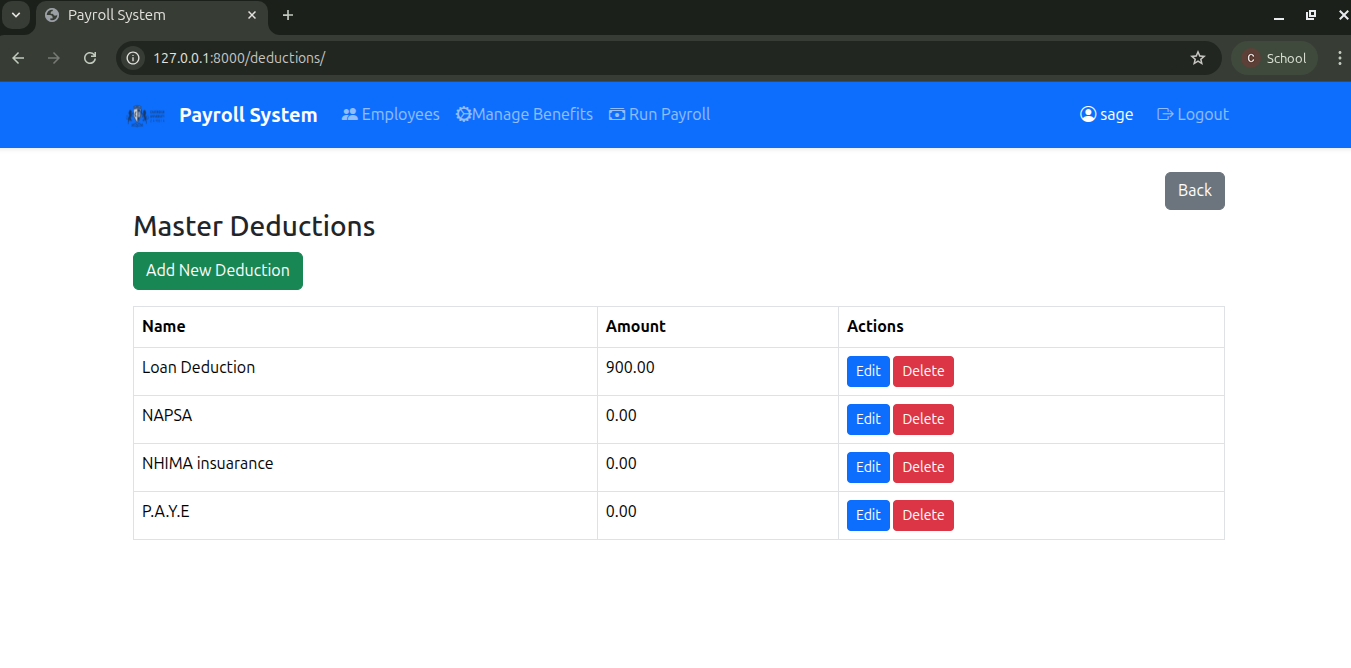 Payroll System
127.0.0.1:8000/deductions/
C School
Payroll System Employees Manage Benefits Run Payroll sage Logout
Back
Master Deductions
Add New Deduction
Name Amount Actions
Loan Deduction 900.00 Edit Delete
NAPSA 0.00 Edit Delete
NHIMA insuarance 0.00 Edit Delete
P.A.Y.E 0.00 Edit Delete